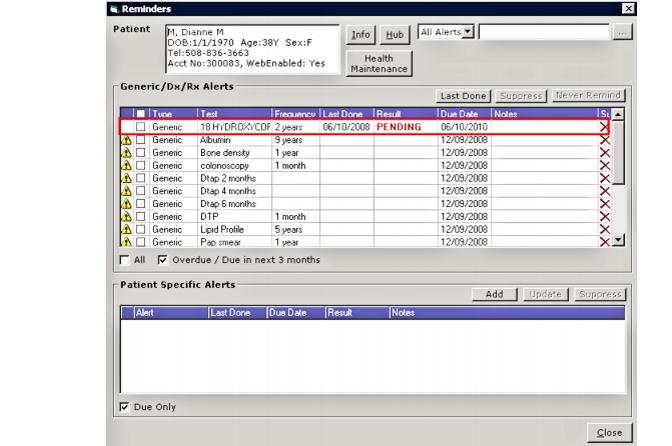 Reminders
Patient
M, Dianne M
DOB:1/1/1970 Age:38Y Sex:F
Tel:508-836-3663
Acct No:300083, WebEnabled: Yes
Info Hub All Alerts ...
Health Maintenance
Generic/Dx/Rx Alerts
Last Done Suppress Never Remind
Type Test Frequency Last Done Result Due Date Notes Su
Generic 18 HYDROXYCOF 2 years 06/10/2008 PENDING 06/10/2010
Generic Albumin 9 years 12/09/2008
Generic Bone density 1 year 12/09/2008
Generic colonoscopy 1 month 12/09/2008
Generic Dtap 2 months 12/09/2008
Generic Dtap 4 months 12/09/2008
Generic Dtap 6 months 12/09/2008
Generic DTP 1 month 12/09/2008
Generic Lipid Profile 5 years 12/09/2008
Generic Pap smear 1 year 12/09/2008
All Overdue / Due in next 3 months
Patient Specific Alerts
Add Update Suppress
Alert Last Done Due Date Result Notes
Due Only
Close